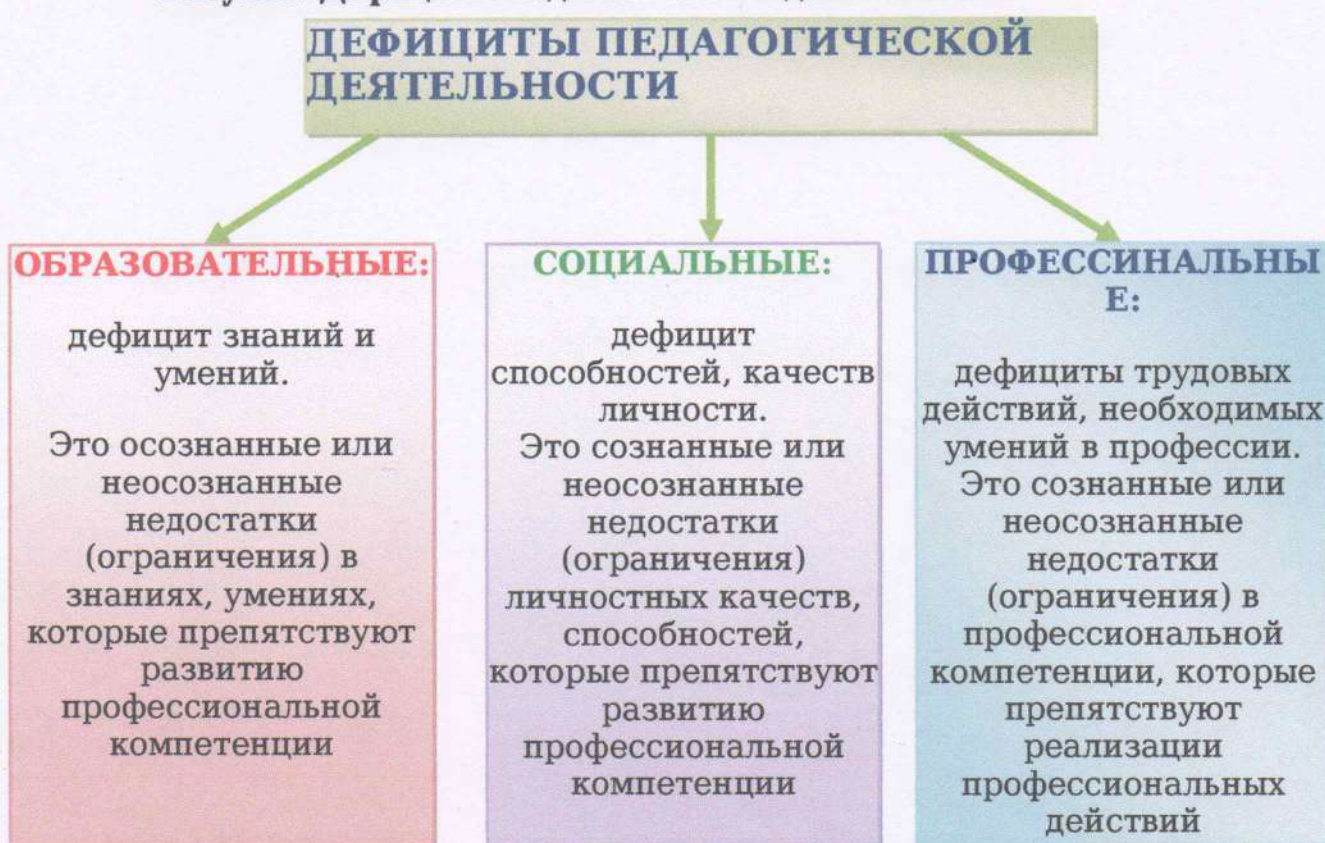 ДЕФИЦИТЫ ПЕДАГОГИЧЕСКОЙ
ДЕЯТЕЛЬНОСТИ
ОБРАЗОВАТЕЛЬНЫЕ:
дефицит знаний и
умений.
Это осознанные или
неосознанные
недостатки
(ограничения) в
знаниях, умениях,
которые препятствуют
развитию
профессиональной
компетенции
СОЦИАЛЬНЫЕ:
дефицит
способностей, качеств
личности.
Это сознанные или
неосознанные
недостатки
(ограничения)
личностных качеств,
способностей,
которые препятствуют
развитию
профессиональной
компетенции
ПРОФЕССИНАЛЬНЫ
Е:
дефициты трудовых
действий, необходимых
умений в профессии.
Это сознанные или
неосознанные
недостатки
(ограничения) в
профессиональной
компетенции, которые
препятствуют
реализации
профессиональных
действий